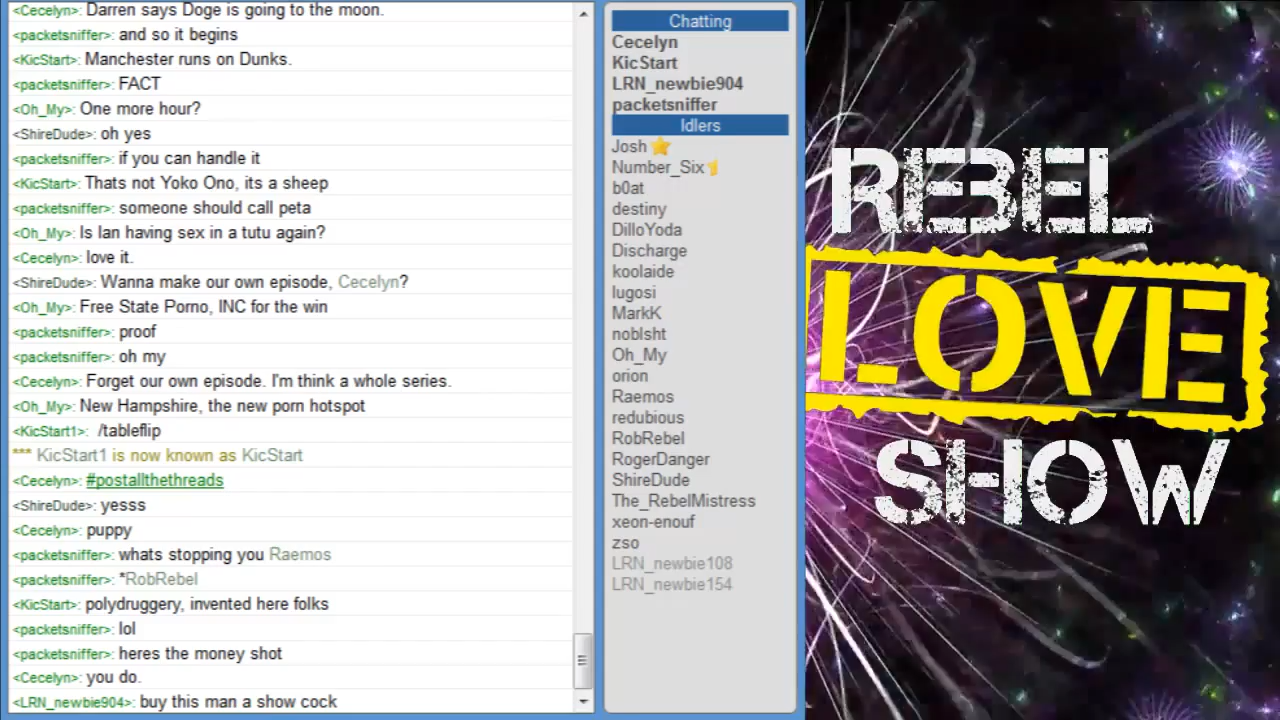 <Cecelyn>: Darren says Doge is going to the moon.
<packetsniffer>: and so it begins
<KicStart>: Manchester runs on Dunks.
<packetsniffer>: FACT
<Oh_My>: One more hour?
<ShireDude>: oh yes
<packetsniffer>: if you can handle it
<KicStart>: Thats not Yoko Ono, its a sheep
<packetsniffer>: someone should call peta
<Oh_My>: Is Ian having sex in a tutu again?
<Cecelyn>: love it.
<ShireDude>: Wanna make our own episode, Cecelyn?
<Oh_My>: Free State Porno, INC for the win
<packetsniffer>: proof
<packetsniffer>: oh my
<Cecelyn>: Forget our own episode. I'm think a whole series.
<Oh_My>: New Hampshire, the new porn hotspot
<KicStart1>: /tableflip
*** KicStart1 is now known as KicStart
<Cecelyn>: #postallthethreads
<ShireDude>: yesss
<Cecelyn>: puppy
<packetsniffer>: whats stopping you Raemos
<packetsniffer>: *RobRebel
<KicStart>: polydruggery, invented here folks
<packetsniffer>: lol
<packetsniffer>: heres the money shot
<Cecelyn>: you do.
<LRN_newbie904>: buy this man a show cock
Chatting
Cecelyn
KicStart
LRN_newbie904
packetsniffer
Idlers
Josh
Number_Six
b0at
destiny
DilloYoda
Discharge
koolaide
lugosi
MarkK
noblsht
Oh_My
orion
Raemos
redubious
RobRebel
RogerDanger
ShireDude
The_RebelMistress
xeon-enouf
zso
LRN_newbie108
LRN_newbie154
REBEL
LOVE
SHOW